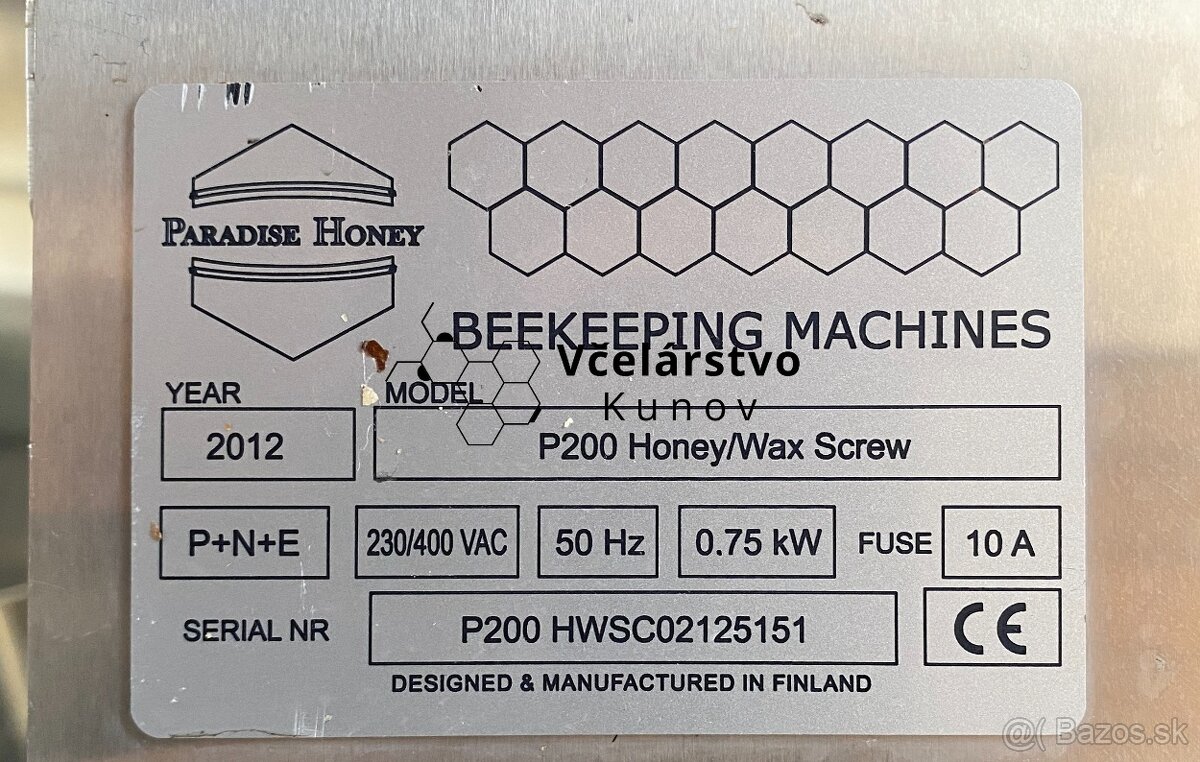 PARADISE HONEY
BEEKEEPING MACHINES
Včelárstvo
Kunov
YEAR
MODEL
2012
P200 Honey/Wax Screw
P+N+E
230/400 VAC
50 Hz
0.75 kW
FUSE
10 A
SERIAL NR
P200 HWSC02125151
CE
DESIGNED & MANUFACTURED IN FINLAND
@( Bazos.sk